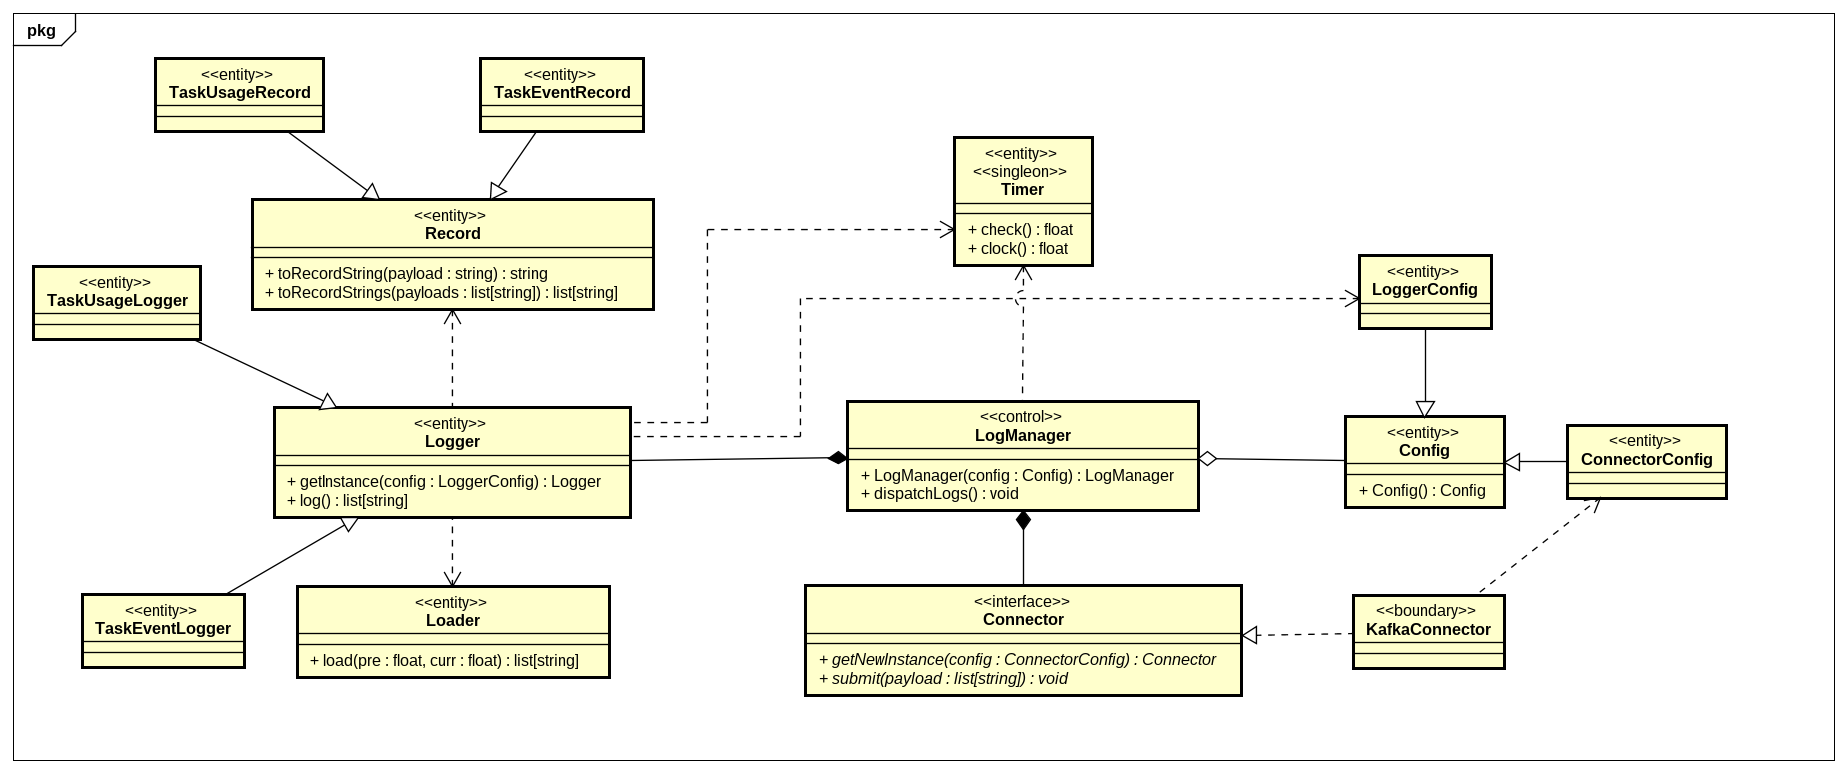 pkg
<<entity>>
TaskUsageRecord
<<entity>>
TaskEventRecord
<<entity>>
<<singleon>>
Timer
+ check() : float
+ clock() : float
<<entity>>
Record
+ toRecordString(payload : string) : string
+ toRecordStrings(payloads : list[string]) : list[string]
<<entity>>
TaskUsageLogger
<<entity>>
LoggerConfig
<<entity>>
Logger
+ getInstance(config : LoggerConfig) : Logger
+ log() : list[string]
<<control>>
LogManager
+ LogManager(config : Config) : LogManager
+ dispatchLogs() : void
<<entity>>
Config
+ Config() : Config
<<entity>>
ConnectorConfig
<<entity>>
TaskEventLogger
<<entity>>
Loader
+ load(pre : float, curr : float) : list[string]
<<interface>>
Connector
+ getNewInstance(config : ConnectorConfig) : Connector
+ submit(payload : list[string]) : void
<<boundary>>
KafkaConnector